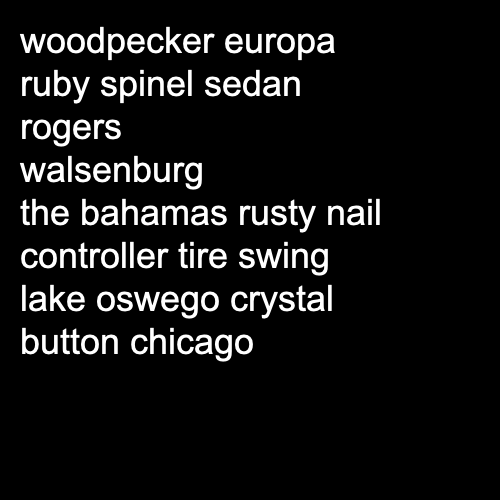 woodpecker europa
ruby spinel sedan
rogers
walsenburg
the bahamas rusty nail
controller tire swing
lake oswego crystal
button chicago